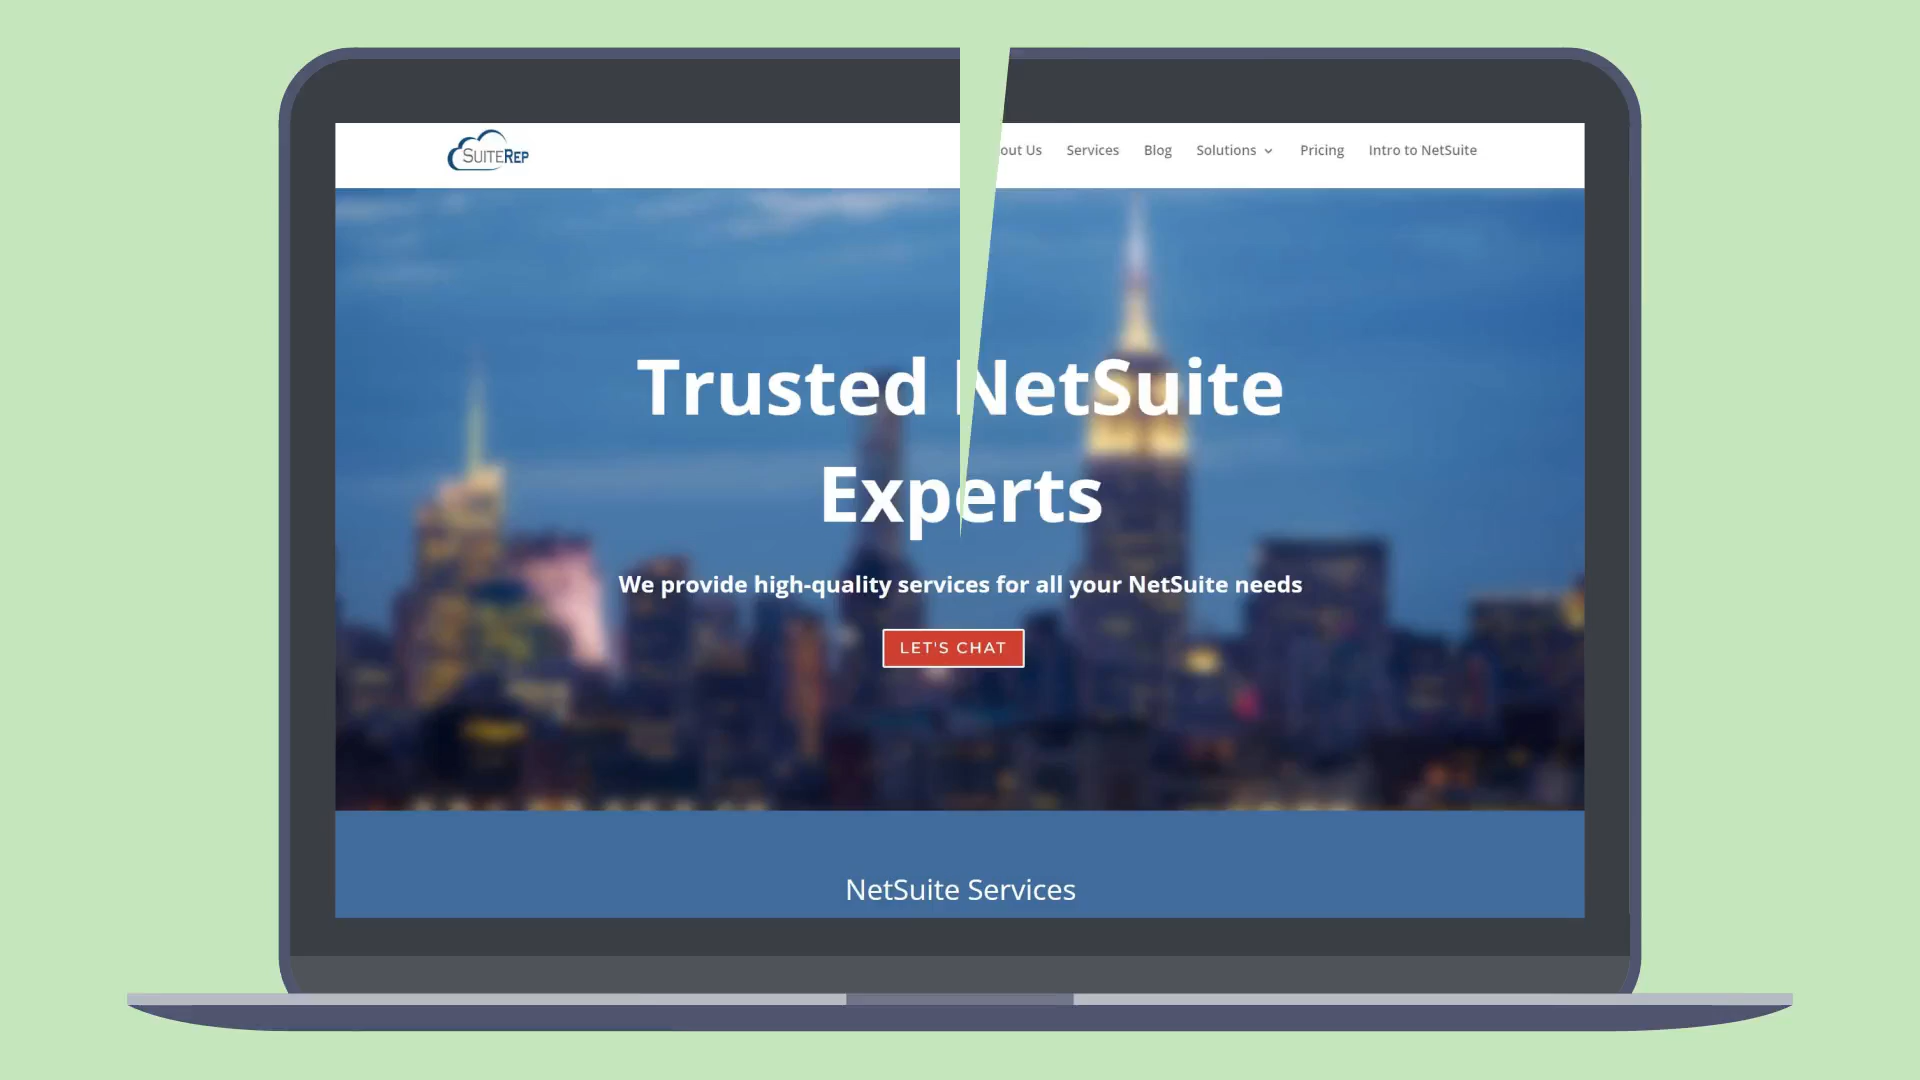 SUITEREP
out Us Services Blog Solutions Pricing Intro to NetSuite
Trusted NetSuite
Experts
We provide high-quality services for all your NetSuite needs
LET'S CHAT
NetSuite Services